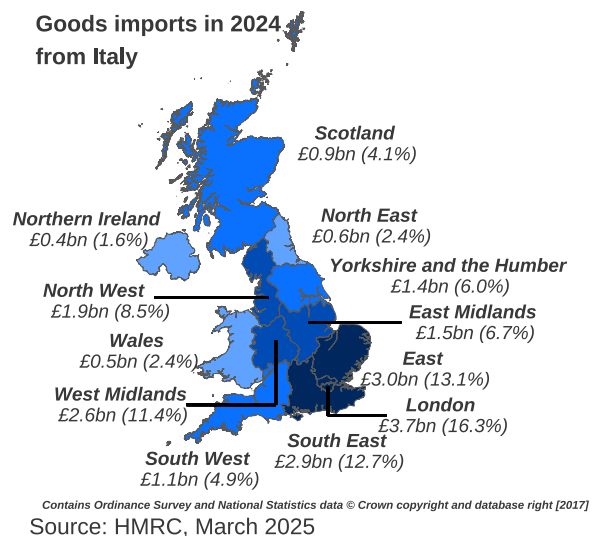 Goods imports in 2024
from Italy
Scotland
£0.9bn (4.1%)
Northern Ireland
£0.4bn (1.6%)
North East
£0.6bn (2.4%)
Yorkshire and the Humber
£1.4bn (6.0%)
North West
£1.9bn (8.5%)
East Midlands
£1.5bn (6.7%)
Wales
£0.5bn (2.4%)
East
£3.0bn (13.1%)
West Midlands
£2.6bn (11.4%)
London
£3.7bn (16.3%)
South East
£2.9bn (12.7%)
South West
£1.1bn (4.9%)
Contains Ordinance Survey and National Statistics data © Crown copyright and database right [2017]
Source: HMRC, March 2025